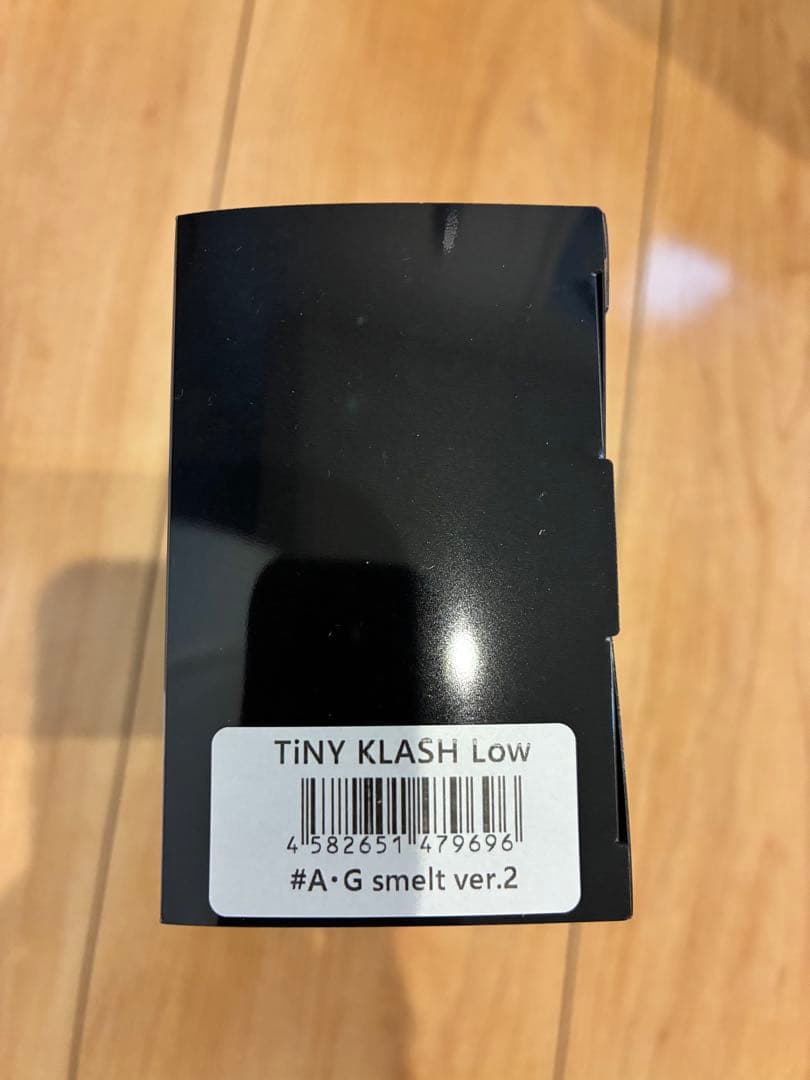 TiNY KLASH Low
4 582651 479696
#A・G smelt ver.2